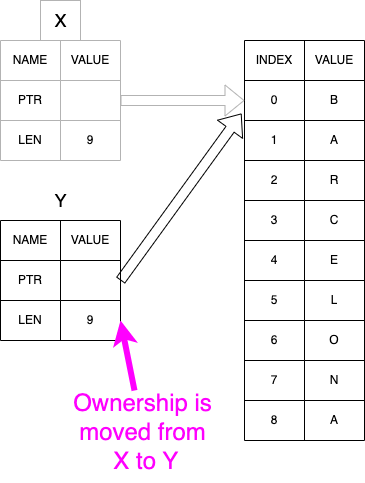 X
NAME VALUE
PTR
LEN 9
Y
NAME VALUE
PTR
LEN 9
Ownership is
moved from
X to Y
INDEX VALUE
0 B
1 A
2 R
3 C
4 E
5 L
6 O
7 N
8 A